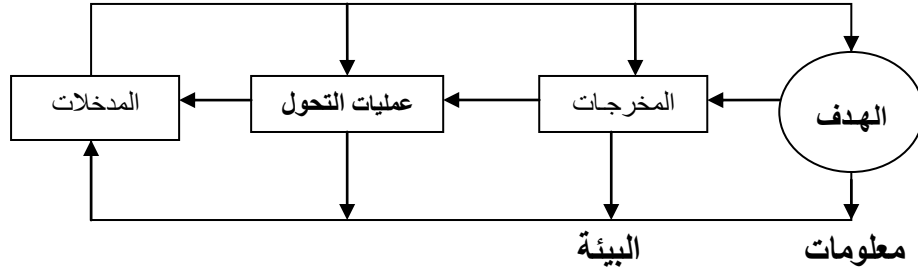 الهدف
المخرجات
عمليات التحول
المدخلات
معلومات
البيئة